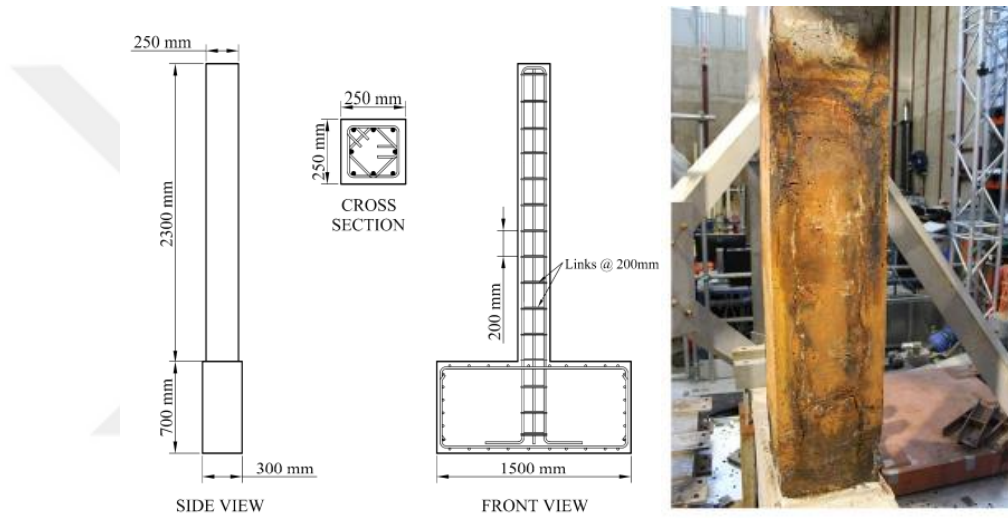 250 mm
2300 mm
700 mm
300 mm
SIDE VIEW
250 mm
250 mm
CROSS
SECTION
Links @ 200mm
200 mm
1500 mm
FRONT VIEW